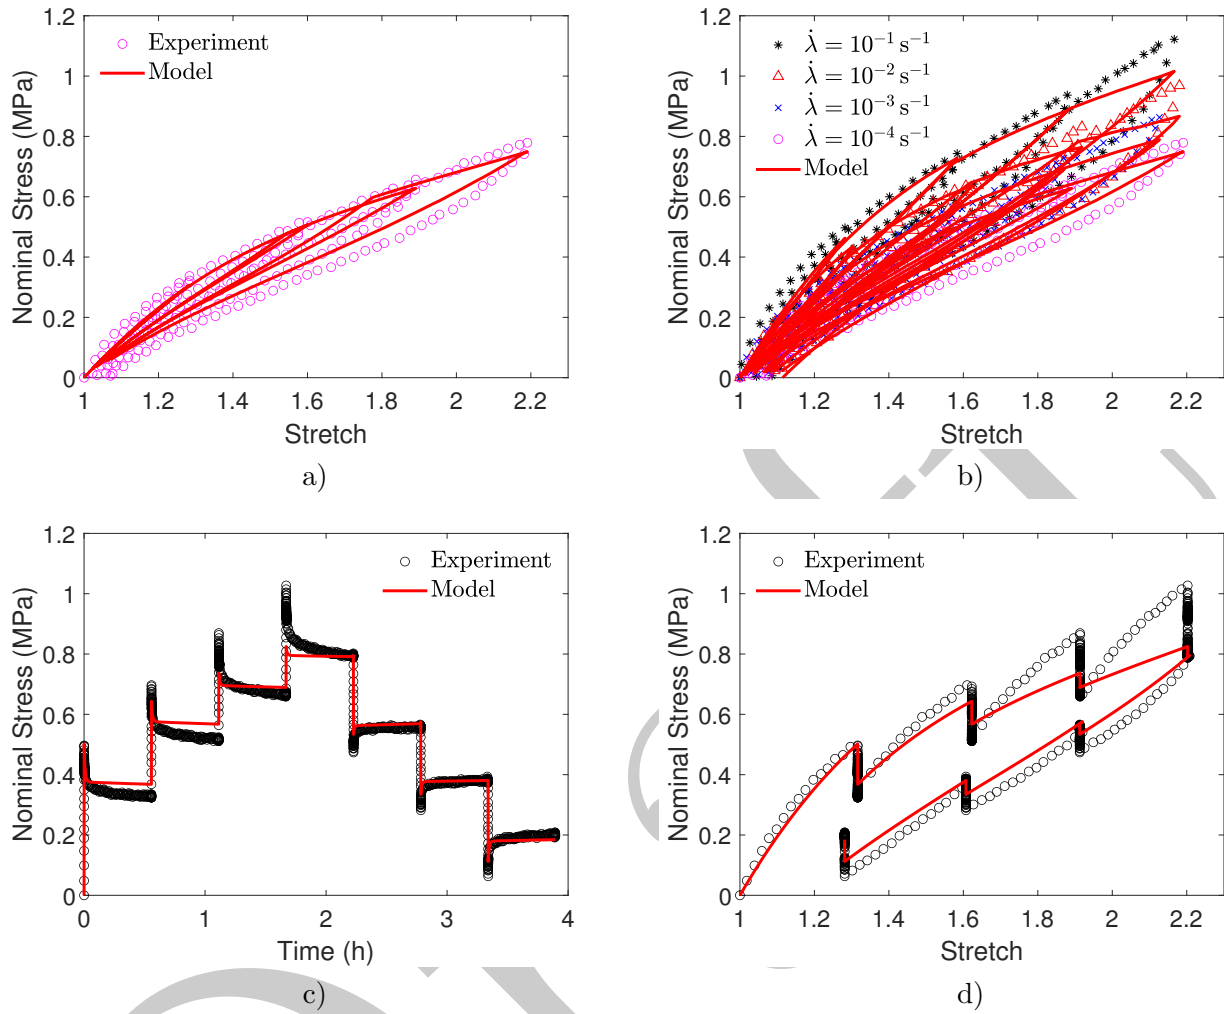 1.2
1
0.8
0.6
0.4
0.2
0
Nominal Stress (MPa)
Experiment
Model
1 1.2 1.4 1.6 1.8 2 2.2
Stretch
a)
1.2
1
0.8
0.6
0.4
0.2
0
Nominal Stress (MPa)
λ̇ = 10⁻¹ s⁻¹
λ̇ = 10⁻² s⁻¹
λ̇ = 10⁻³ s⁻¹
λ̇ = 10⁻⁴ s⁻¹
Model
1 1.2 1.4 1.6 1.8 2 2.2
Stretch
b)
1.2
1
0.8
0.6
0.4
0.2
0
Nominal Stress (MPa)
Experiment
Model
0 1 2 3 4
Time (h)
c)
1.2
1
0.8
0.6
0.4
0.2
0
Nominal Stress (MPa)
Experiment
Model
1 1.2 1.4 1.6 1.8 2 2.2
Stretch
d)